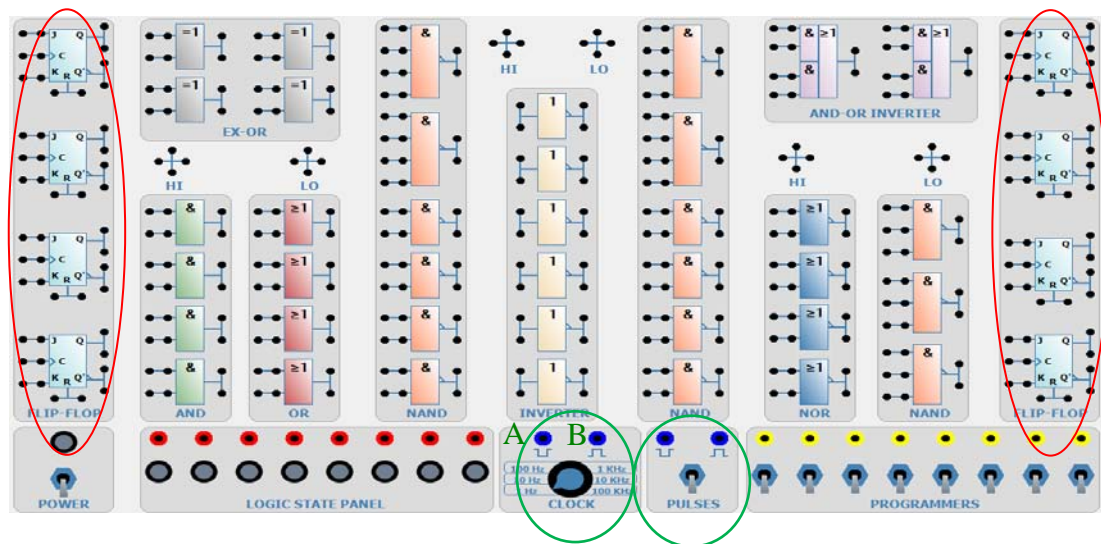 J Q
C
K R Q'
J Q
C
K R Q'
J Q
C
K R Q'
J Q
C
K R Q'
FLIP-FLOP
=1 =1
=1 =1
EX-OR
HI LO
&
&
&
&
AND
≥1
≥1
≥1
≥1
OR
&
&
&
&
&
&
NAND
HI LO
1
1
1
1
1
1
INVERTER
&
&
&
&
&
&
NAND
& ≥1 & ≥1
& &
AND-OR INVERTER
HI LO
≥1
≥1
≥1
≥1
NOR
&
&
&
NAND
J Q
C
K R Q'
J Q
C
K R Q'
J Q
C
K R Q'
J Q
C
K R Q'
FLIP-FLOP
POWER
LOGIC STATE PANEL
A B
100 Hz 1 KHz
10 Hz 10 KHz
Hz 100 KHz
CLOCK
PULSES
PROGRAMMERS